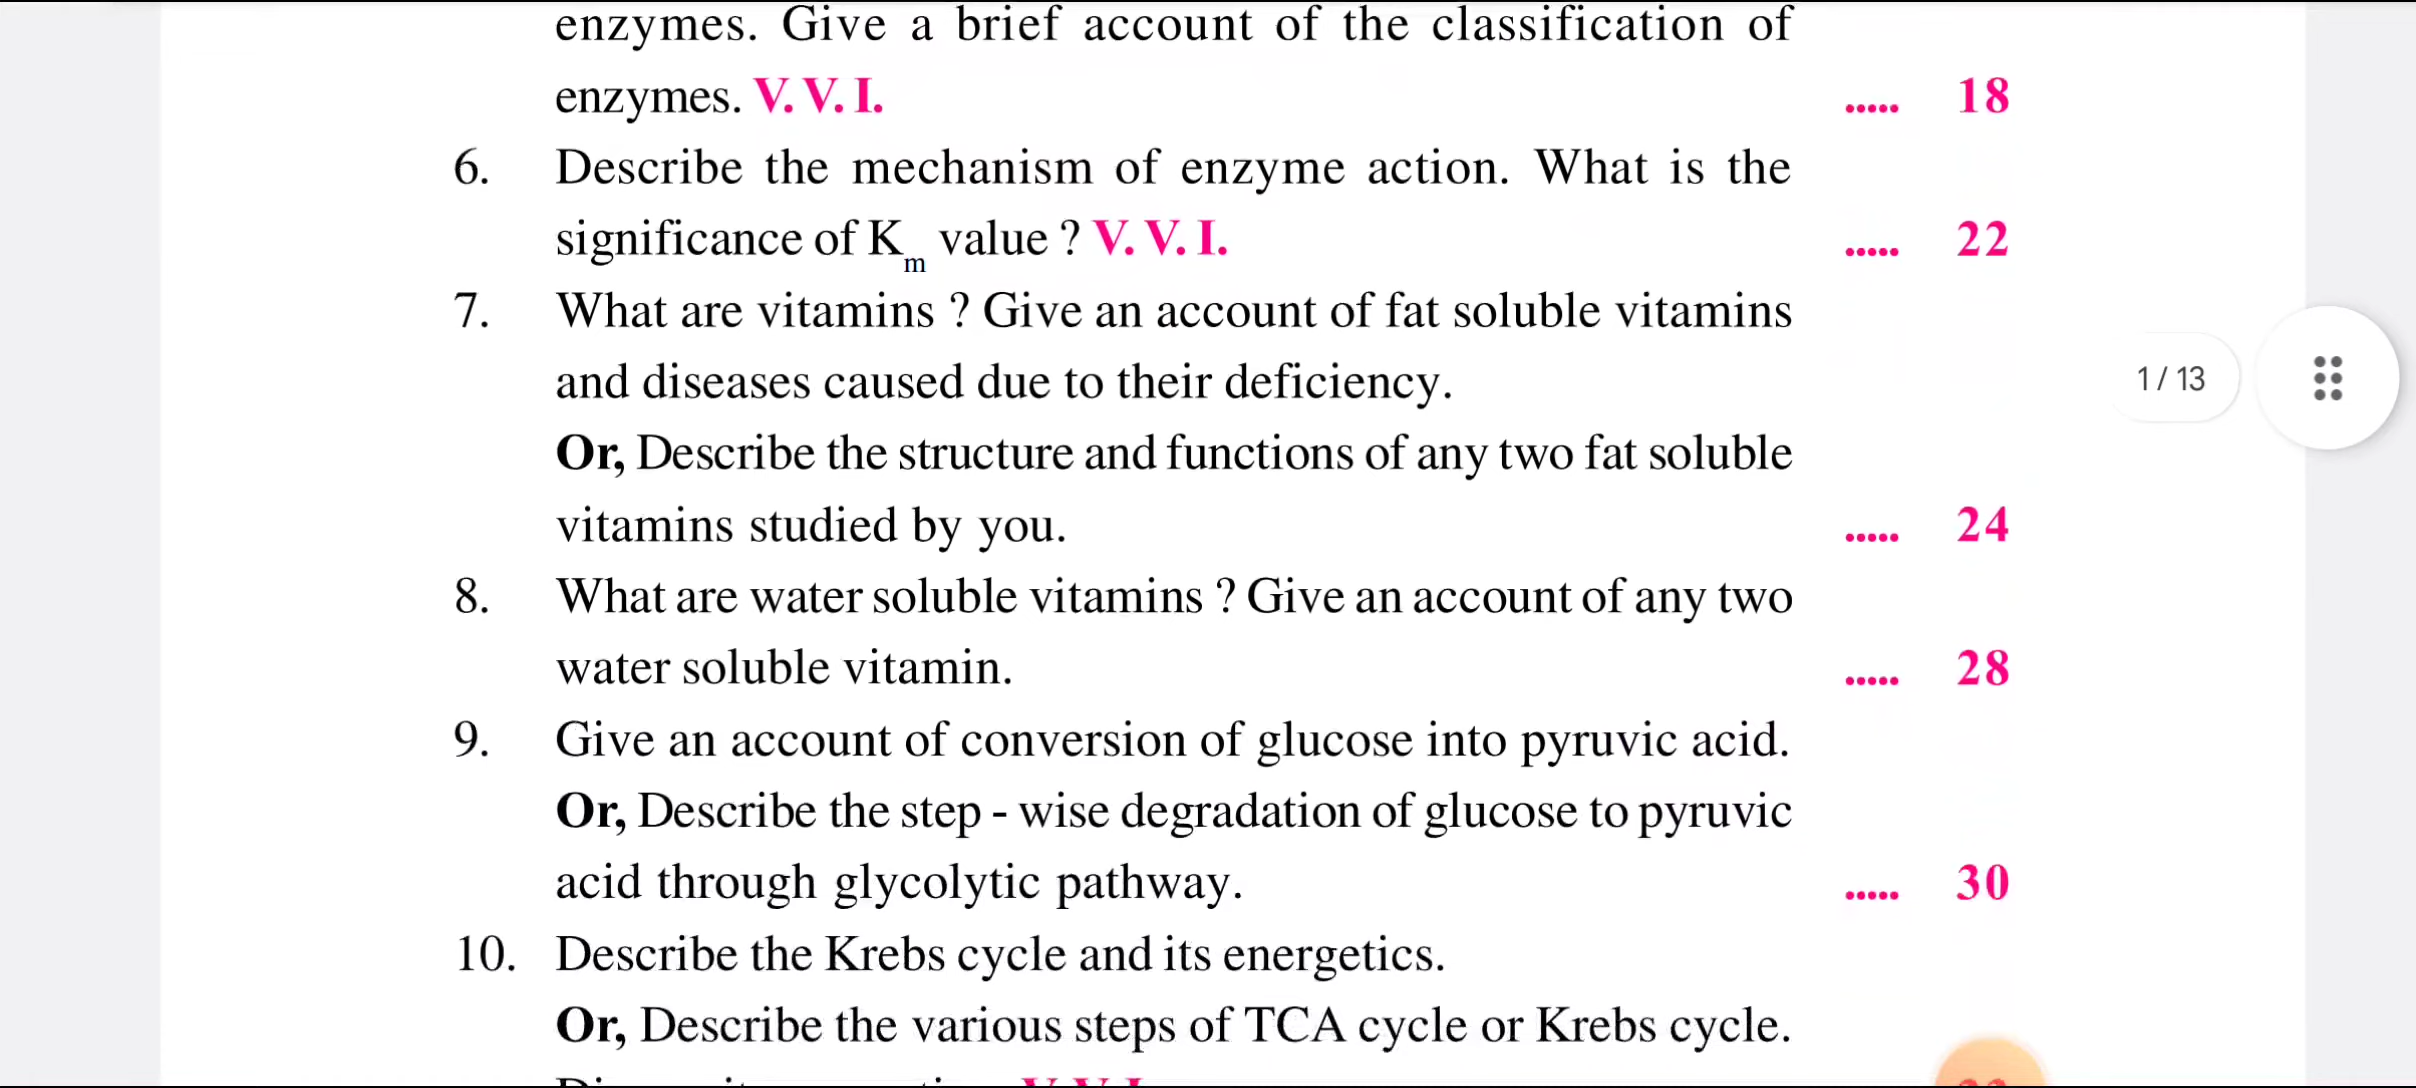 enzymes. Give a brief account of the classification of
enzymes. V. V. I. ..... 18
6. Describe the mechanism of enzyme action. What is the
significance of Km value ? V. V. I. ..... 22
7. What are vitamins ? Give an account of fat soluble vitamins
and diseases caused due to their deficiency.
1 / 13
Or, Describe the structure and functions of any two fat soluble
vitamins studied by you. ..... 24
8. What are water soluble vitamins ? Give an account of any two
water soluble vitamin. ..... 28
9. Give an account of conversion of glucose into pyruvic acid.
Or, Describe the step - wise degradation of glucose to pyruvic
acid through glycolytic pathway. ..... 30
10. Describe the Krebs cycle and its energetics.
Or, Describe the various steps of TCA cycle or Krebs cycle.